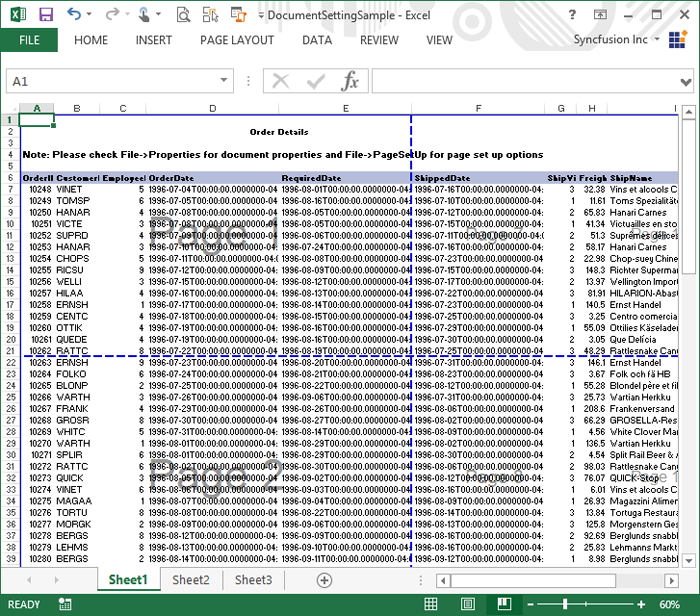 DocumentSettingSample - Excel
FILE HOME INSERT PAGE LAYOUT DATA REVIEW VIEW Syncfusion Inc
A1 fx
A B C D E F G H I
1
2 Order Details
3
4 Note: Please check File->Properties for document properties and File->PageSetUp for page set up options
5
6 OrderI Customer Employee OrderDate RequiredDate ShippedDate ShipVi Freigh ShipName
7 10248 VINET 5 1996-07-04T00:00:00.0000000-04 1996-08-01T00:00:00.0000000-04: 1996-07-16T00:00:00.0000000-04: 3 32.38 Vins et alcools C
8 10249 TOMSP 6 1996-07-05T00:00:00.0000000-04 1996-08-16T00:00:00.0000000-04 1996-07-10T00:00:00.0000000-04: 1 11.61 Toms Spezialitäte
9 10250 HANAR 4 1996-07-08T00:00:00.0000000-04 1996-08-05T00:00:00.0000000-04 1996-07-12T00:00:00.0000000-04: 2 65.83 Hanari Carnes
10 10251 VICTE 3 1996-07-08T00:00:00.0000000-04 1996-08-05T00:00:00.0000000-04 1996-07-15T00:00:00.0000000-04: 1 41.34 Victuailles en sto
11 10252 SUPRD 4 1996-07-09T00:00:00.0000000-04 1996-08-06T00:00:00.0000000-04 1996-07-11T00:00:00.0000000-04: 2 51.3 Suprêmes délices
Page 1
12 10253 HANAR 3 1996-07-10T00:00:00.0000000-04 1996-07-24T00:00:00.0000000-04 1996-07-16T00:00:00.0000000-04: 2 58.17 Hanari Carnes
13 10254 CHOPS 5 1996-07-11T00:00:00.0000000-04:( 1996-08-08T00:00:00.0000000-04 1996-07-23T00:00:00.0000000-04: 3 22.98 Chop-suey Chine
14 10255 RICSU 9 1996-07-12T00:00:00.0000000-04 1996-08-09T00:00:00.0000000-04 1996-07-15T00:00:00.0000000-04: 3 148.3 Richter Supermar
15 10256 WELLI 3 1996-07-15T00:00:00.0000000-04 1996-08-12T00:00:00.0000000-04 1996-07-17T00:00:00.0000000-04: 2 13.97 Wellington Import
16 10257 HILAA 4 1996-07-16T00:00:00.0000000-04 1996-08-13T00:00:00.0000000-04 1996-07-22T00:00:00.0000000-04: 3 81.91 HILARION-Abast
17 10258 ERNSH 1 1996-07-17T00:00:00.0000000-04 1996-08-14T00:00:00.0000000-04 1996-07-23T00:00:00.0000000-04: 1 140.5 Ernst Handel
18 10259 CENTC 4 1996-07-18T00:00:00.0000000-04 1996-08-15T00:00:00.0000000-04 1996-07-25T00:00:00.0000000-04: 3 3.25 Centro comercia
19 10260 OTTIK 4 1996-07-19T00:00:00.0000000-04 1996-08-16T00:00:00.0000000-04 1996-07-29T00:00:00.0000000-04: 1 55.09 Ottilies Käselader
20 10261 QUEDE 4 1996-07-19T00:00:00.0000000-04 1996-08-16T00:00:00.0000000-04 1996-07-30T00:00:00.0000000-04: 2 3.05 Que Delícia
21 10262 RATTC 8 1996-07-22T00:00:00.0000000-04 1996-08-19T00:00:00.0000000-04 1996-07-25T00:00:00.0000000-04: 3 48.29 Rattlesnake Can
22 10263 ERNSH 9 1996-07-23T00:00:00.0000000-04 1996-08-20T00:00:00.0000000-04 1996-07-31T00:00:00.0000000-04: 3 146.1 Ernst Handel
23 10264 FOLKO 6 1996-07-24T00:00:00.0000000-04 1996-08-21T00:00:00.0000000-04 1996-08-23T00:00:00.0000000-04: 3 3.67 Folk och fä HB
24 10265 BLONP 2 1996-07-25T00:00:00.0000000-04 1996-08-22T00:00:00.0000000-04 1996-08-12T00:00:00.0000000-04: 1 55.28 Blondel père et fil
25 10266 WARTH 3 1996-07-26T00:00:00.0000000-04 1996-09-06T00:00:00.0000000-04 1996-07-31T00:00:00.0000000-04: 3 25.73 Wartian Herkku
26 10267 FRANK 4 1996-07-29T00:00:00.0000000-04 1996-08-26T00:00:00.0000000-04 1996-08-06T00:00:00.0000000-04: 1 208.6 Frankenversand
27 10268 GROSR 8 1996-07-30T00:00:00.0000000-04 1996-08-27T00:00:00.0000000-04 1996-08-02T00:00:00.0000000-04: 3 66.29 GROSELLA-Res
28 10269 WHITC 5 1996-07-31T00:00:00.0000000-04 1996-08-14T00:00:00.0000000-04 1996-08-09T00:00:00.0000000-04: 1 4.56 White Clover Mar
29 10270 WARTH 1 1996-08-01T00:00:00.0000000-04 1996-08-29T00:00:00.0000000-04 1996-08-02T00:00:00.0000000-04: 1 136.5 Wartian Herkku
30 10271 SPLIR 6 1996-08-01T00:00:00.0000000-04 1996-08-29T00:00:00.0000000-04 1996-08-30T00:00:00.0000000-04: 2 4.54 Split Rail Beer &
31 10272 RATTC 6 1996-08-02T00:00:00.0000000-04 1996-08-30T00:00:00.0000000-04 1996-08-06T00:00:00.0000000-04: 2 98.03 Rattlesnake Can
Page 2
32 10273 QUICK 3 1996-08-05T00:00:00.0000000-04 1996-09-02T00:00:00.0000000-04 1996-08-12T00:00:00.0000000-04: 3 76.07 QUICK-Stop
33 10274 VINET 6 1996-08-06T00:00:00.0000000-04 1996-09-03T00:00:00.0000000-04 1996-08-16T00:00:00.0000000-04: 1 6.01 Vins et alcools C
34 10275 MAGAA 1 1996-08-07T00:00:00.0000000-04 1996-09-04T00:00:00.0000000-04 1996-08-09T00:00:00.0000000-04: 1 26.93 Magazzini Aliment
35 10276 TORTU 8 1996-08-08T00:00:00.0000000-04 1996-08-22T00:00:00.0000000-04 1996-08-14T00:00:00.0000000-04: 3 13.84 Tortuga Restaura
36 10277 MORGK 2 1996-08-09T00:00:00.0000000-04 1996-09-06T00:00:00.0000000-04 1996-08-13T00:00:00.0000000-04: 3 125.8 Morgenstern Ges
37 10278 BERGS 8 1996-08-12T00:00:00.0000000-04 1996-09-09T00:00:00.0000000-04 1996-08-16T00:00:00.0000000-04: 2 92.69 Berglunds snabbl
38 10279 LEHMS 8 1996-08-13T00:00:00.0000000-04 1996-09-10T00:00:00.0000000-04 1996-08-16T00:00:00.0000000-04: 2 25.83 Lehmanns Markt
39 10280 BERGS 2 1996-08-14T00:00:00.0000000-04 1996-09-11T00:00:00.0000000-04 1996-09-12T00:00:00.0000000-04: 1 8.98 Berglunds snabbl
Sheet1 Sheet2 Sheet3
READY 60%